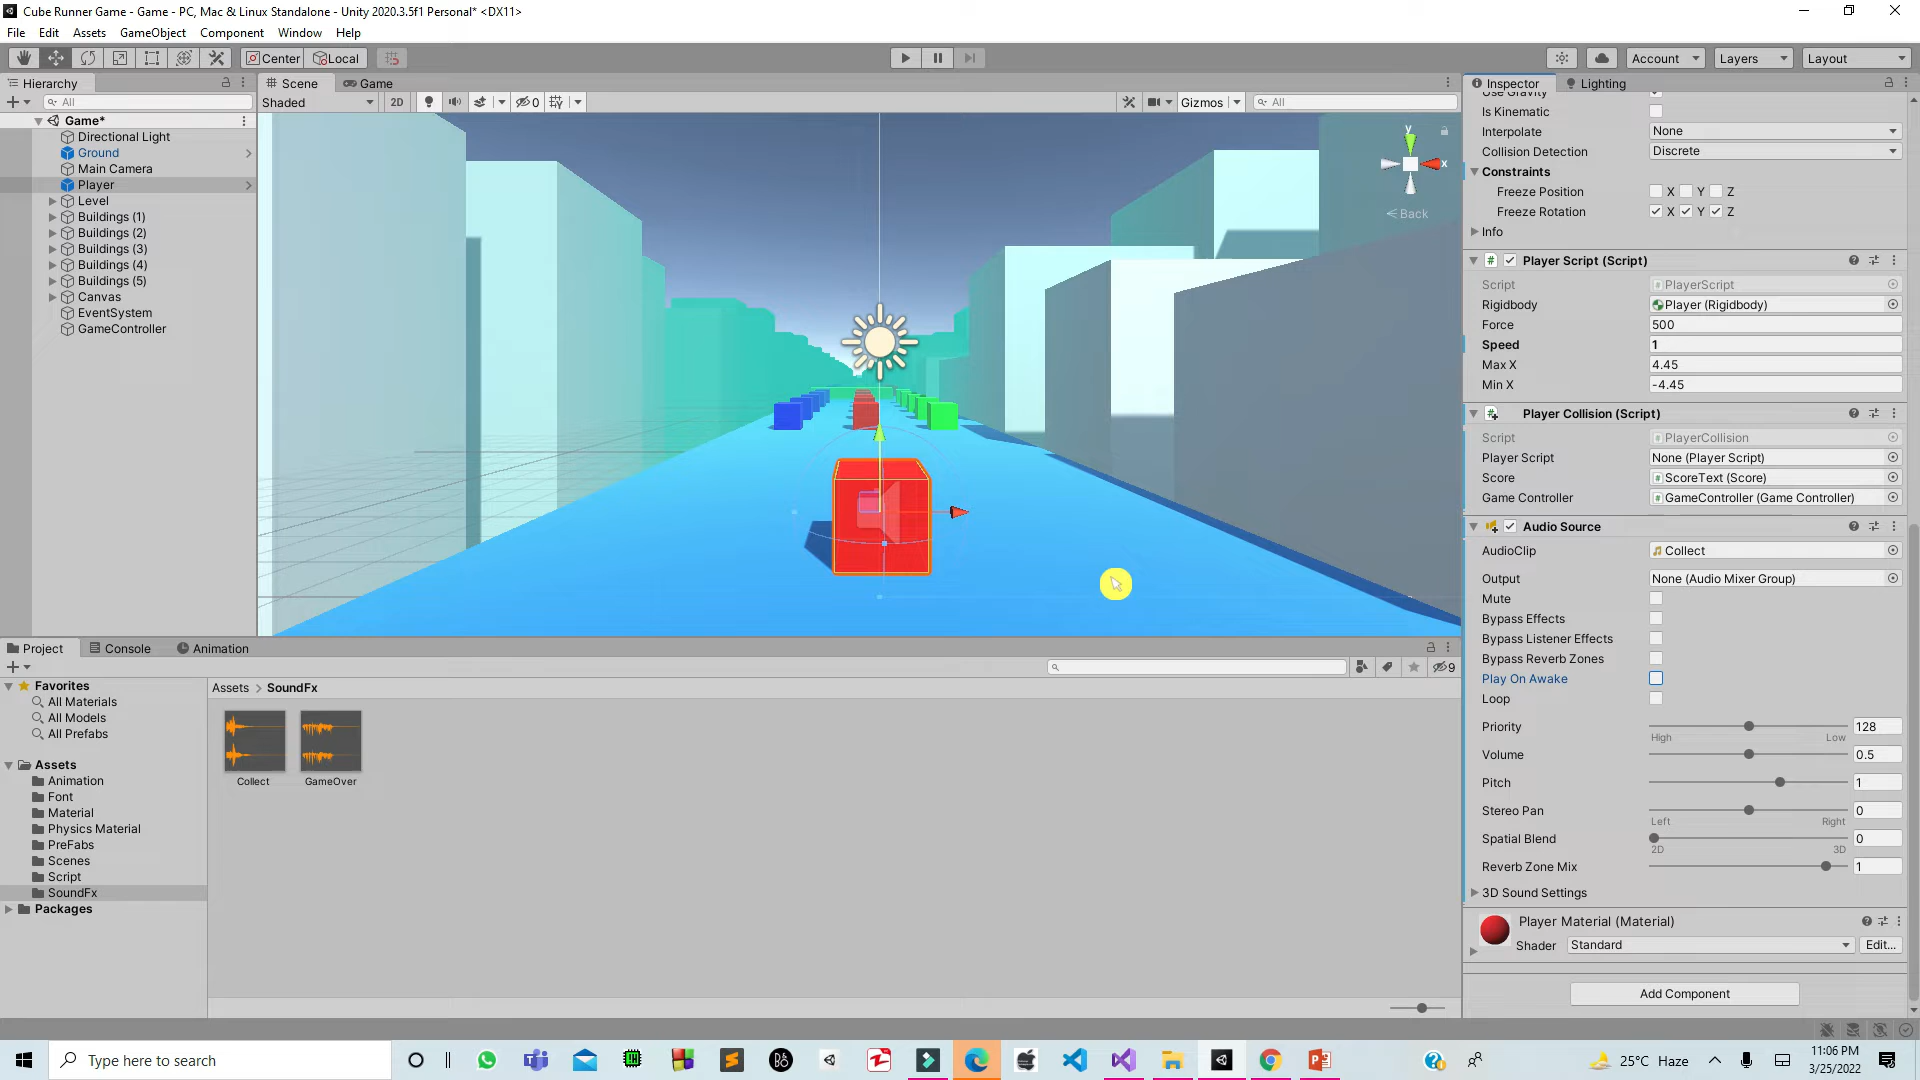 Cube Runner Game - Game - PC, Mac & Linux Standalone - Unity 2020.3.5f1 Personal* <DX11>
File Edit Assets GameObject Component Window Help
Center Local Account Layers Layout
Hierarchy
All
Game*
Directional Light
Ground
Main Camera
Player
Level
Buildings (1)
Buildings (2)
Buildings (3)
Buildings (4)
Buildings (5)
Canvas
EventSystem
GameController
Scene Game
Shaded 2D 0 Gizmos All
y
x
Back
Inspector Lighting
Use Gravity
Is Kinematic
Interpolate None
Collision Detection Discrete
Constraints
Freeze Position X Y Z
Freeze Rotation X Y Z
Info
Player Script (Script)
Script PlayerScript
Rigidbody Player (Rigidbody)
Force 500
Speed 1
Max X 4.45
Min X -4.45
Player Collision (Script)
Script PlayerCollision
Player Script None (Player Script)
Score ScoreText (Score)
Game Controller GameController (Game Controller)
Audio Source
AudioClip Collect
Output None (Audio Mixer Group)
Mute
Bypass Effects
Bypass Listener Effects
Bypass Reverb Zones
Play On Awake
Loop
Priority 128
High Low
Volume 0.5
Pitch 1
Stereo Pan 0
Left Right
Spatial Blend 0
2D 3D
Reverb Zone Mix 1
3D Sound Settings
Player Material (Material)
Shader Standard Edit...
Add Component
Project Console Animation
9
Favorites
All Materials
All Models
All Prefabs
Assets
Animation
Font
Material
Physics Material
PreFabs
Scenes
Script
SoundFx
Packages
Assets > SoundFx
Collect GameOver
Type here to search
25°C Haze
11:06 PM
3/25/2022